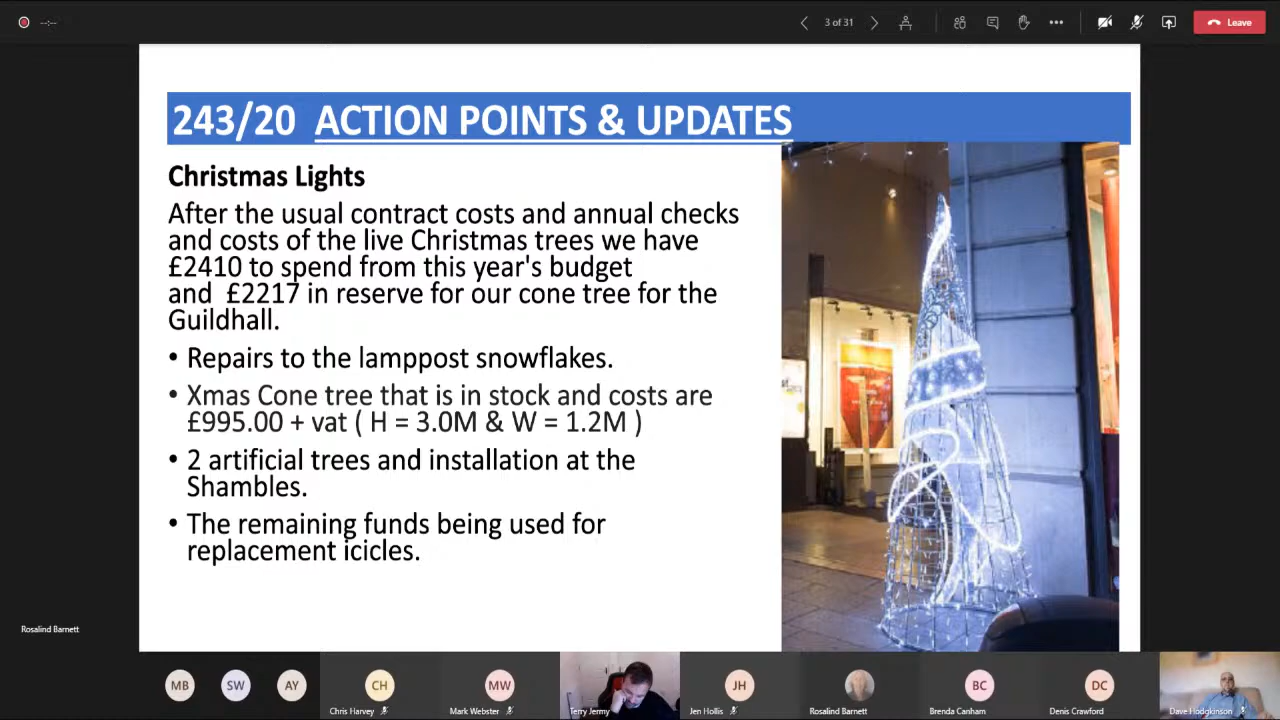 --:--
3 of 31
Leave
243/20 ACTION POINTS & UPDATES
Christmas Lights
After the usual contract costs and annual checks
and costs of the live Christmas trees we have
£2410 to spend from this year's budget
and £2217 in reserve for our cone tree for the
Guildhall.
• Repairs to the lamppost snowflakes.
• Xmas Cone tree that is in stock and costs are
£995.00 + vat ( H = 3.0M & W = 1.2M )
• 2 artificial trees and installation at the
Shambles.
• The remaining funds being used for
replacement icicles.
Rosalind Barnett
MB
SW
AY
CH
Chris Harvey
MW
Mark Webster
Terry Jermy
JH
Jen Hollis
Rosalind Barnett
BC
Brenda Canham
DC
Denis Crawford
Dave Hodgkinson